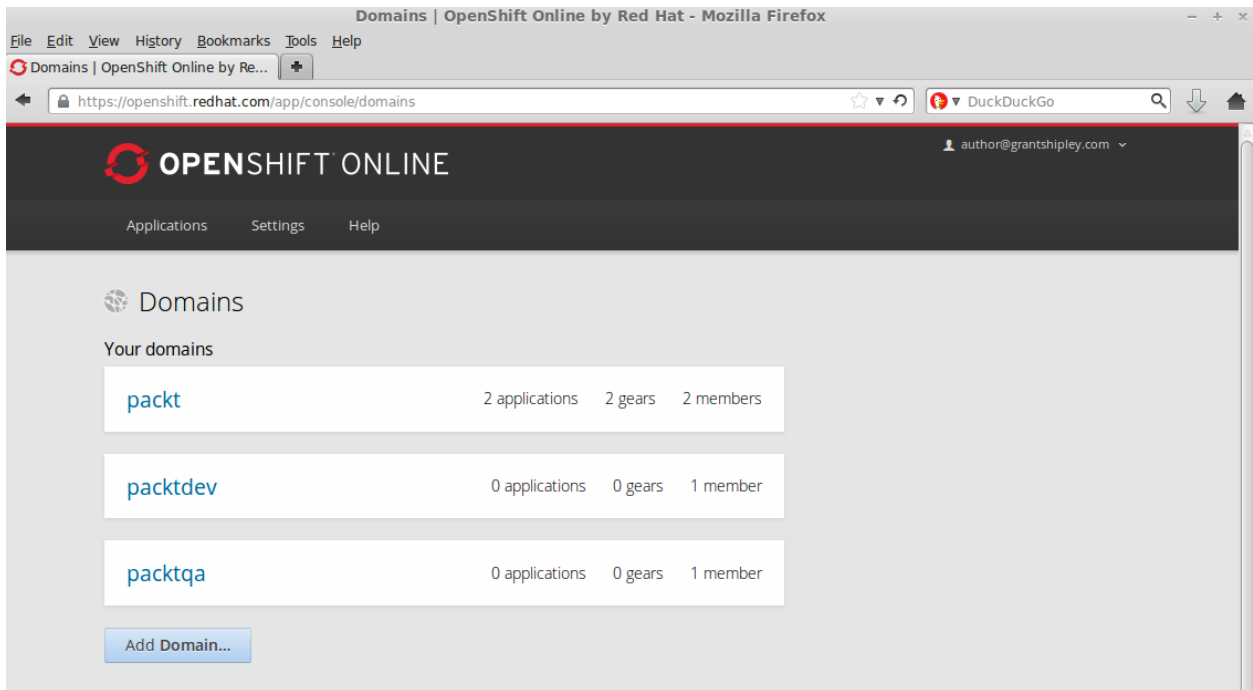 Domains | OpenShift Online by Red Hat - Mozilla Firefox
File Edit View History Bookmarks Tools Help
Domains | OpenShift Online by Re...
https://openshift.redhat.com/app/console/domains
DuckDuckGo
OPENSHIFT ONLINE
author@grantshipley.com
Applications Settings Help
Domains
Your domains
packt 2 applications 2 gears 2 members
packtdev 0 applications 0 gears 1 member
packtqa 0 applications 0 gears 1 member
Add Domain...